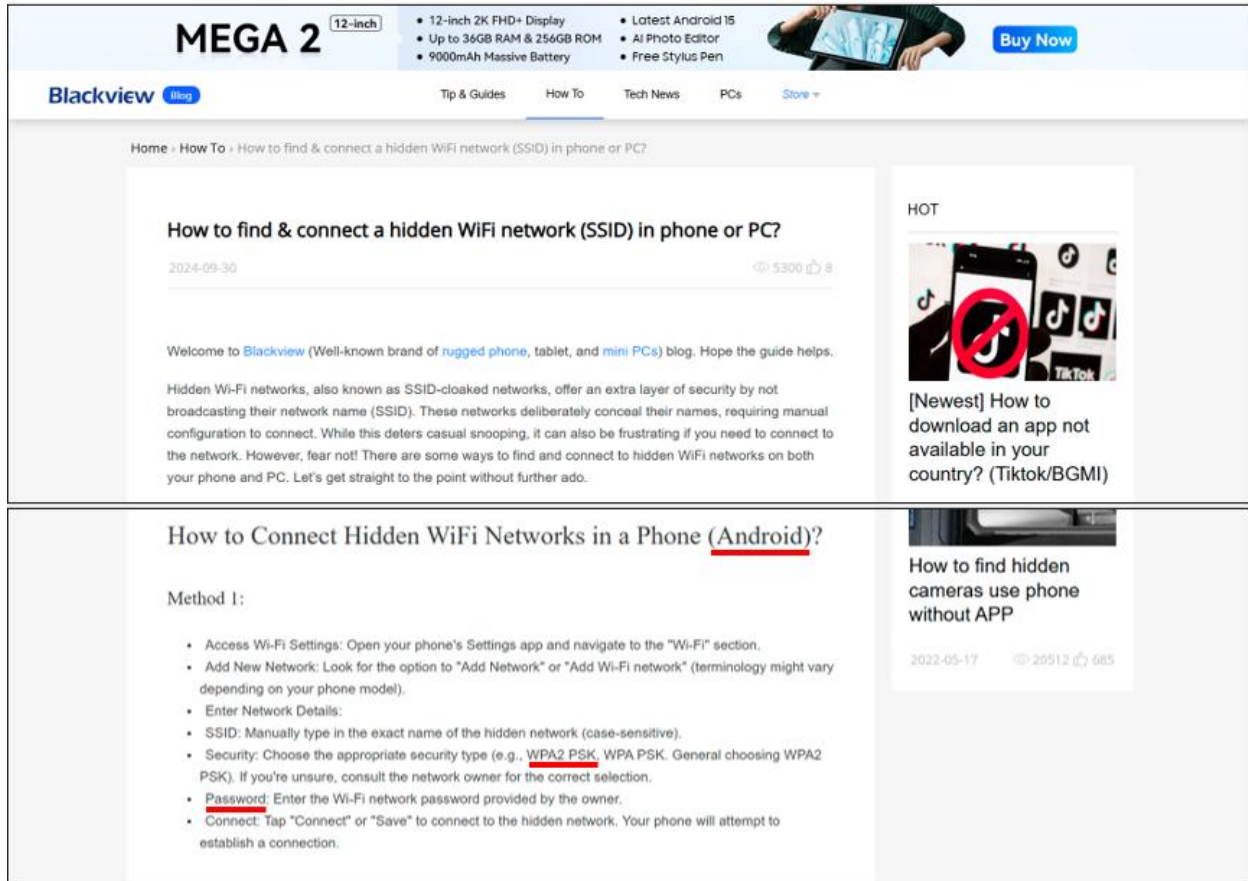 MEGA 2 12-inch
• 12-inch 2K FHD+ Display
• Up to 36GB RAM & 256GB ROM
• 9000mAh Massive Battery
• Latest Android 15
• AI Photo Editor
• Free Stylus Pen
Buy Now
Blackview Blog
Tip & Guides How To Tech News PCs Store
Home › How To › How to find & connect a hidden WiFi network (SSID) in phone or PC?
How to find & connect a hidden WiFi network (SSID) in phone or PC?
2024-09-30 5300 8
Welcome to Blackview (Well-known brand of rugged phone, tablet, and mini PCs) blog. Hope the guide helps.
Hidden Wi-Fi networks, also known as SSID-cloaked networks, offer an extra layer of security by not
broadcasting their network name (SSID). These networks deliberately conceal their names, requiring manual
configuration to connect. While this deters casual snooping, it can also be frustrating if you need to connect to
the network. However, fear not! There are some ways to find and connect to hidden WiFi networks on both
your phone and PC. Let's get straight to the point without further ado.
HOT
TikTok
[Newest] How to
download an app not
available in your
country? (Tiktok/BGMI)
How to Connect Hidden WiFi Networks in a Phone (Android)?
Method 1:
• Access Wi-Fi Settings: Open your phone's Settings app and navigate to the "Wi-Fi" section.
• Add New Network: Look for the option to "Add Network" or "Add Wi-Fi network" (terminology might vary
depending on your phone model).
• Enter Network Details:
• SSID: Manually type in the exact name of the hidden network (case-sensitive).
• Security: Choose the appropriate security type (e.g., WPA2 PSK, WPA PSK. General choosing WPA2
PSK). If you're unsure, consult the network owner for the correct selection.
• Password: Enter the Wi-Fi network password provided by the owner.
• Connect: Tap "Connect" or "Save" to connect to the hidden network. Your phone will attempt to
establish a connection.
How to find hidden
cameras use phone
without APP
2022-05-17 20512 685